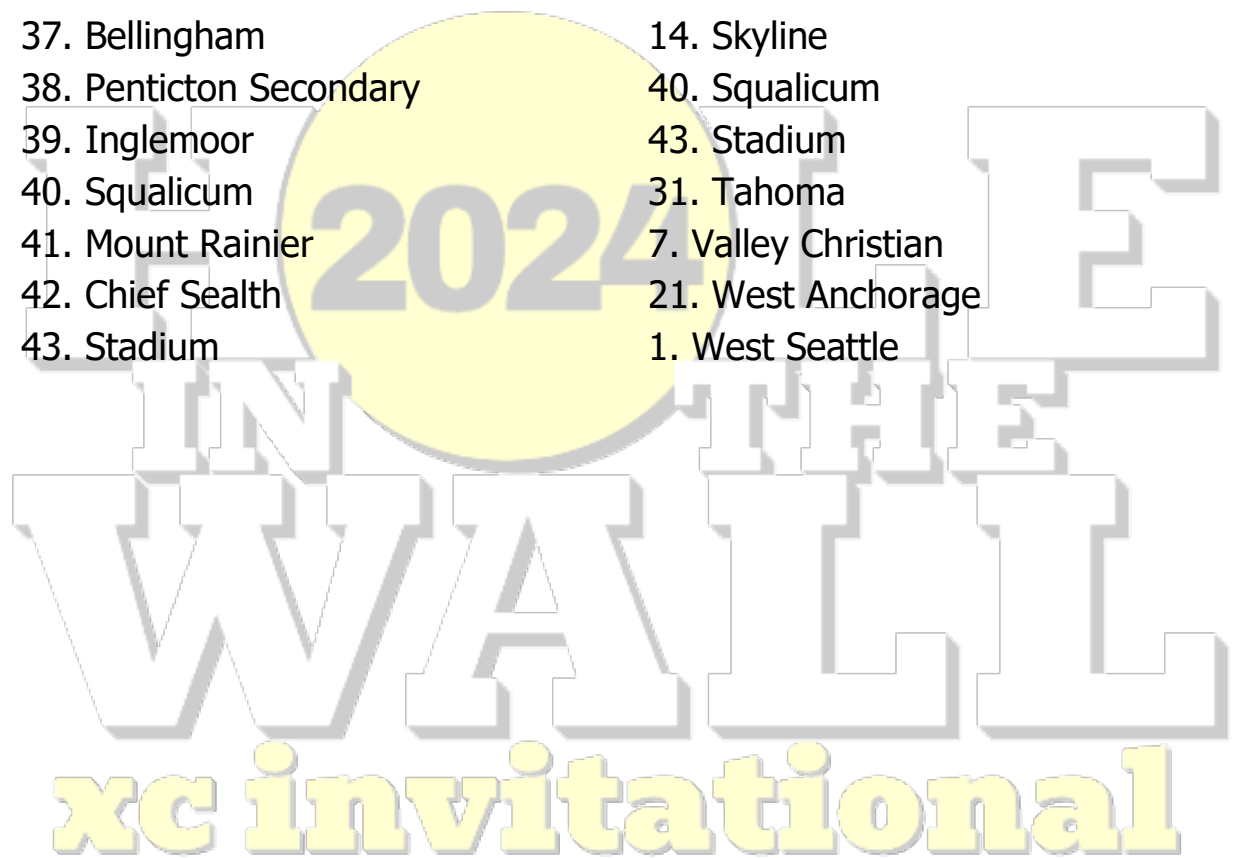 37. Bellingham
38. Penticton Secondary
39. Inglemoor
40. Squalicum
41. Mount Rainier
42. Chief Sealth
43. Stadium
14. Skyline
40. Squalicum
43. Stadium
31. Tahoma
7. Valley Christian
21. West Anchorage
1. West Seattle
HOLE
2024
IN THE
WALL
xc invitational